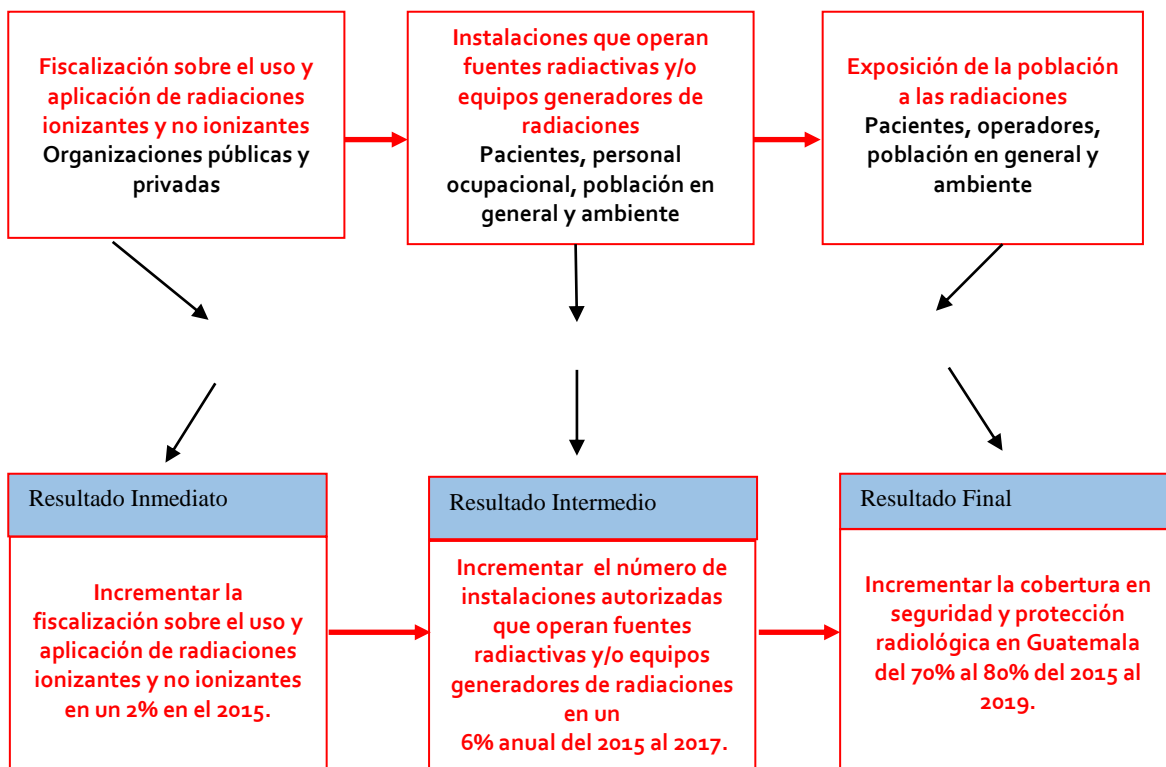 Fiscalización sobre el uso y
aplicación de radiaciones
ionizantes y no ionizantes
Organizaciones públicas y
privadas
Instalaciones que operan
fuentes radiactivas y/o
equipos generadores de
radiaciones
Pacientes, personal
ocupacional, población en
general y ambiente
Exposición de la población
a las radiaciones
Pacientes, operadores,
población en general y
ambiente
Resultado Inmediato
Incrementar la
fiscalización sobre el uso y
aplicación de radiaciones
ionizantes y no ionizantes
en un 2% en el 2015.
Resultado Intermedio
Incrementar el número de
instalaciones autorizadas
que operan fuentes
radiactivas y/o equipos
generadores de radiaciones
en un
6% anual del 2015 al 2017.
Resultado Final
Incrementar la cobertura en
seguridad y protección
radiológica en Guatemala
del 70% al 80% del 2015 al
2019.